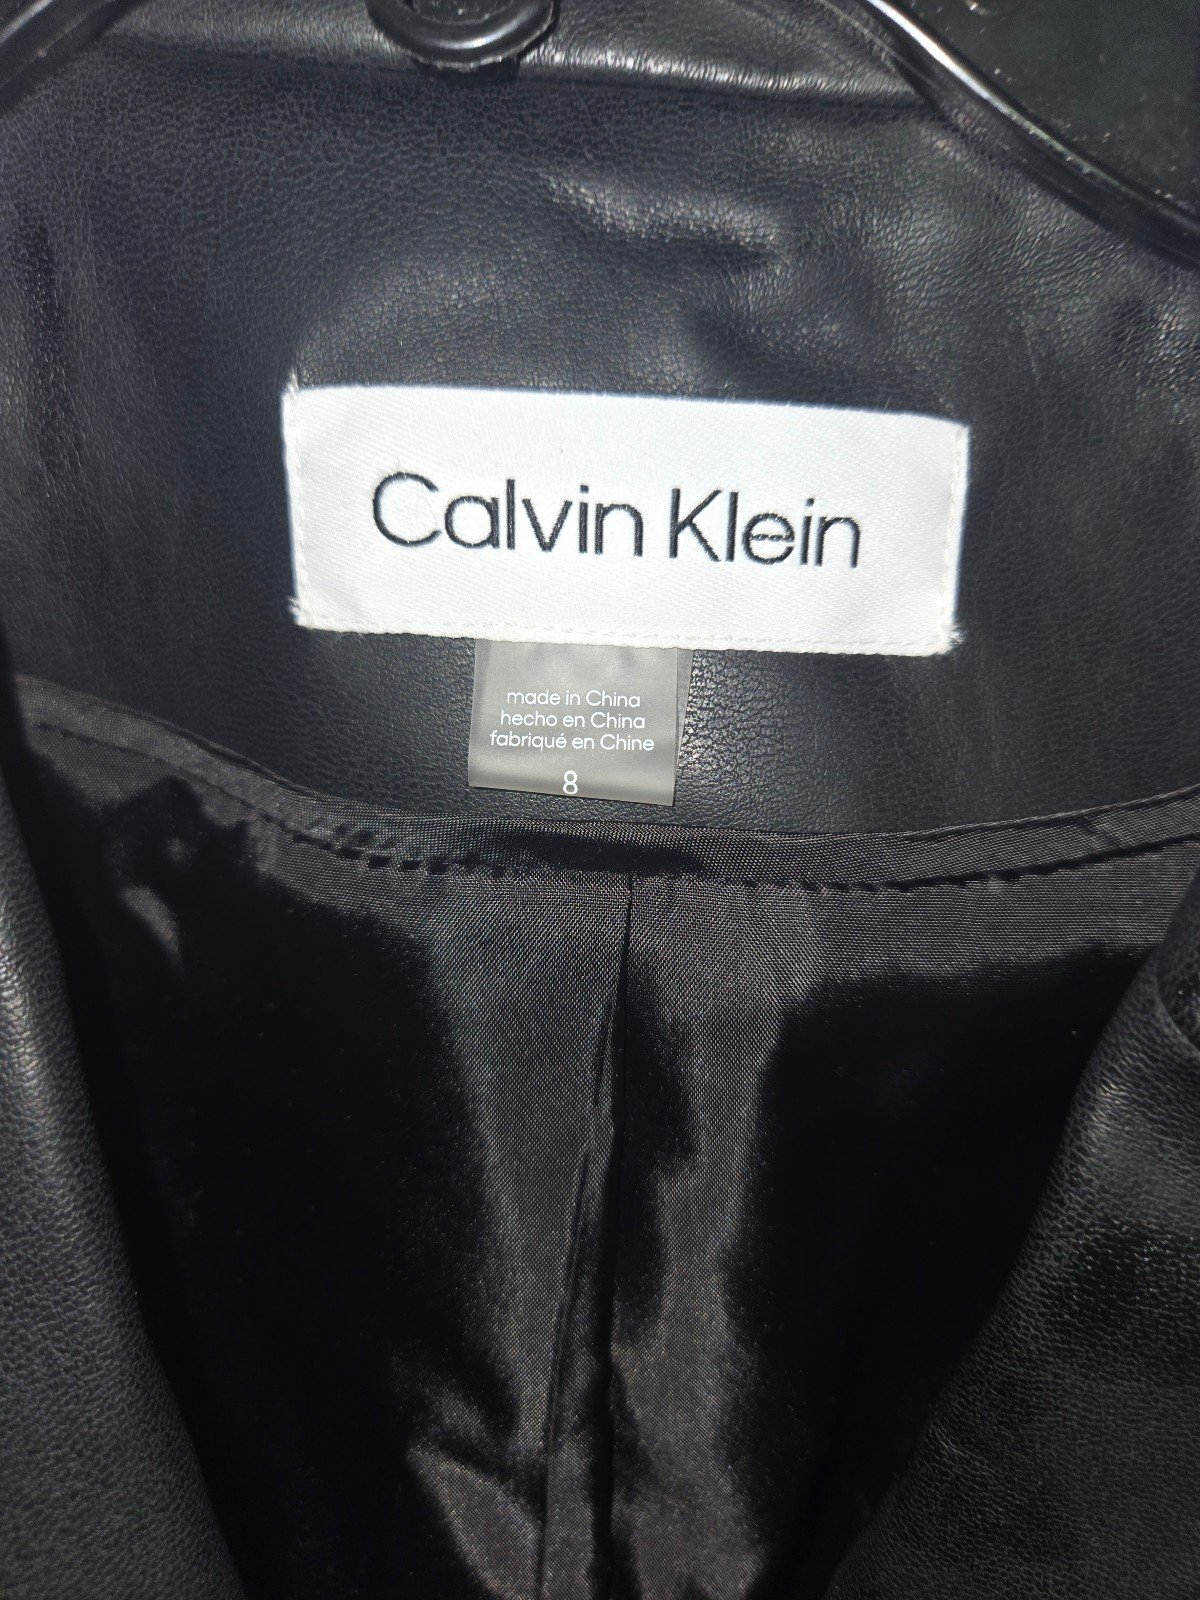 Calvin Klein
made in China
hecho en China
fabriqué en Chine
8